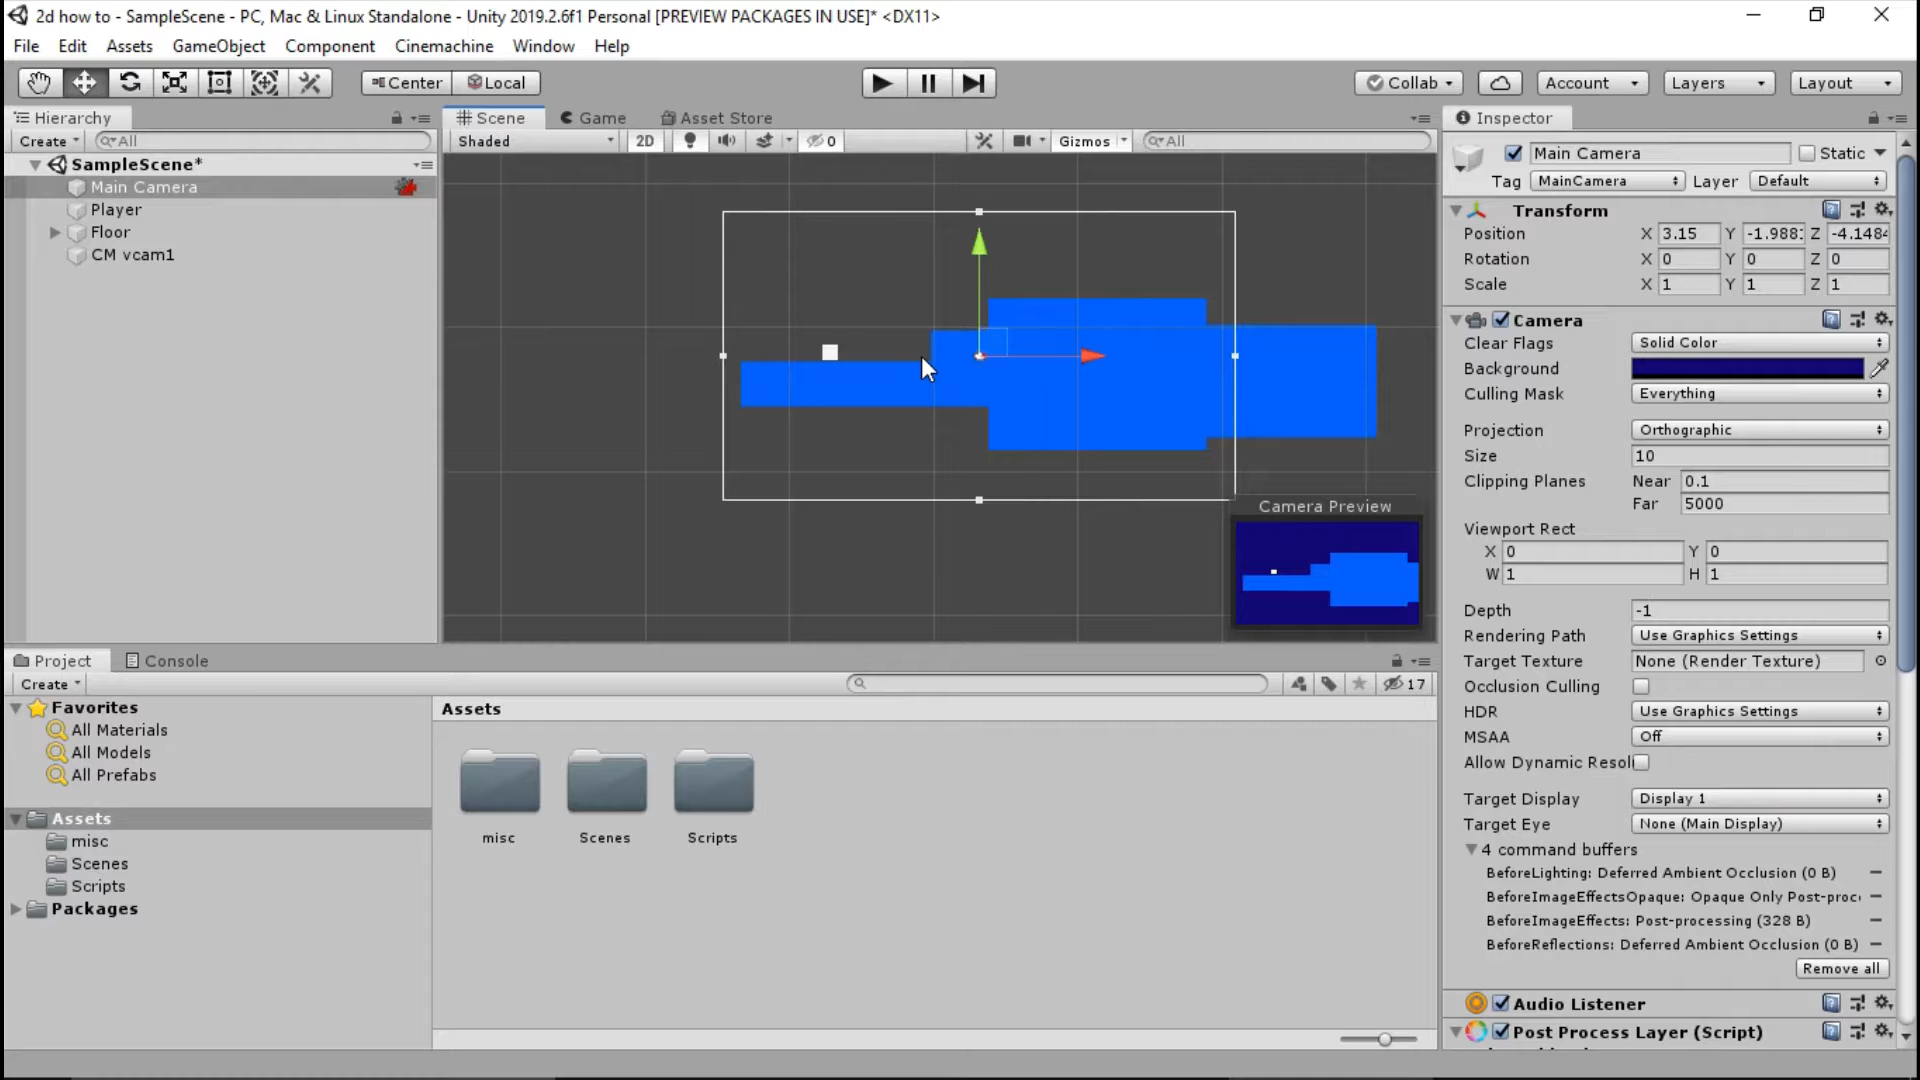 2d how to - SampleScene - PC, Mac & Linux Standalone - Unity 2019.2.6f1 Personal [PREVIEW PACKAGES IN USE]* <DX11>
File Edit Assets GameObject Component Cinemachine Window Help
Center Local Collab Account Layers Layout
Hierarchy
Create All
SampleScene*
Main Camera
Player
Floor
CM vcam1
Scene Game Asset Store
Shaded 2D 0 Gizmos All
Camera Preview
Inspector
Main Camera Static
Tag MainCamera Layer Default
Transform
Position X 3.15 Y -1.988 Z -4.148
Rotation X 0 Y 0 Z 0
Scale X 1 Y 1 Z 1
Camera
Clear Flags Solid Color
Background
Culling Mask Everything
Projection Orthographic
Size 10
Clipping Planes Near 0.1
Far 5000
Viewport Rect
X 0 Y 0
W 1 H 1
Depth -1
Rendering Path Use Graphics Settings
Target Texture None (Render Texture)
Occlusion Culling
HDR Use Graphics Settings
MSAA Off
Allow Dynamic Resol
Target Display Display 1
Target Eye None (Main Display)
4 command buffers
BeforeLighting: Deferred Ambient Occlusion (0 B)
BeforeImageEffectsOpaque: Opaque Only Post-proc
BeforeImageEffects: Post-processing (328 B)
BeforeReflections: Deferred Ambient Occlusion (0 B)
Remove all
Audio Listener
Post Process Layer (Script)
Project Console
Create 17
Favorites
All Materials
All Models
All Prefabs
Assets
misc
Scenes
Scripts
Packages
Assets
misc Scenes Scripts